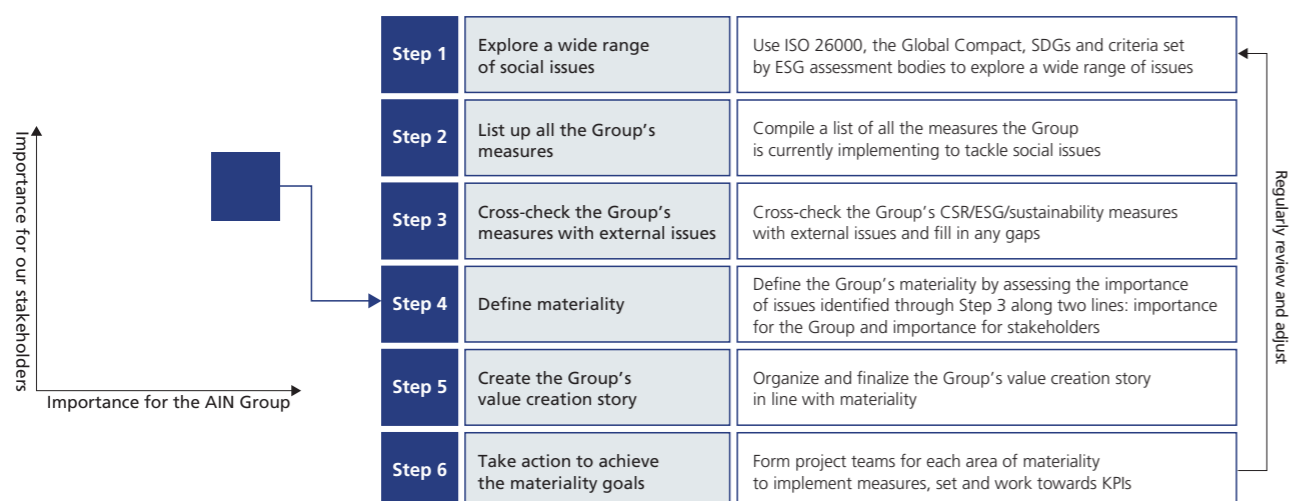 Importance for our stakeholders
Importance for the AIN Group
Step 1
Explore a wide range
of social issues
Use ISO 26000, the Global Compact, SDGs and criteria set
by ESG assessment bodies to explore a wide range of issues
Step 2
List up all the Group's
measures
Compile a list of all the measures the Group
is currently implementing to tackle social issues
Step 3
Cross-check the Group's
measures with external issues
Cross-check the Group's CSR/ESG/sustainability measures
with external issues and fill in any gaps
Step 4
Define materiality
Define the Group's materiality by assessing the importance
of issues identified through Step 3 along two lines: importance
for the Group and importance for stakeholders
Step 5
Create the Group's
value creation story
Organize and finalize the Group's value creation story
in line with materiality
Step 6
Take action to achieve
the materiality goals
Form project teams for each area of materiality
to implement measures, set and work towards KPIs
Regularly review and adjust